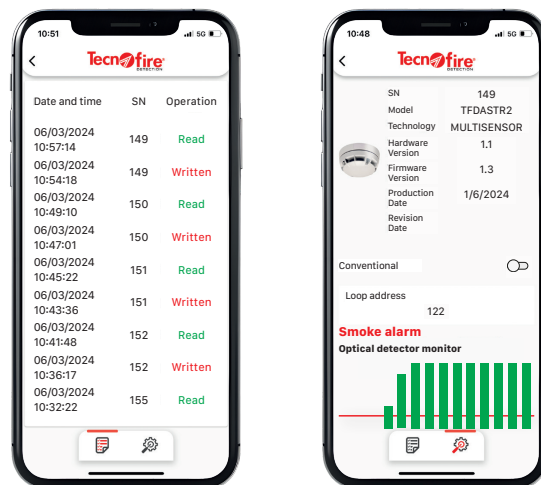 10:51
5G
Tecnofire
DETECTION
Date and time SN Operation
06/03/2024
10:57:14 149 Read
06/03/2024
10:54:18 149 Written
06/03/2024
10:49:10 150 Read
06/03/2024
10:47:01 150 Written
06/03/2024
10:45:22 151 Read
06/03/2024
10:43:36 151 Written
06/03/2024
10:41:48 152 Read
06/03/2024
10:36:17 152 Written
06/03/2024
10:32:22 155 Read
10:48
5G
Tecnofire
DETECTION
SN 149
Model TFDASTR2
Technology MULTISENSOR
Hardware
Version 1.1
Firmware
Version 1.3
Production
Date 1/6/2024
Revision
Date
Conventional
Loop address
122
Smoke alarm
Optical detector monitor